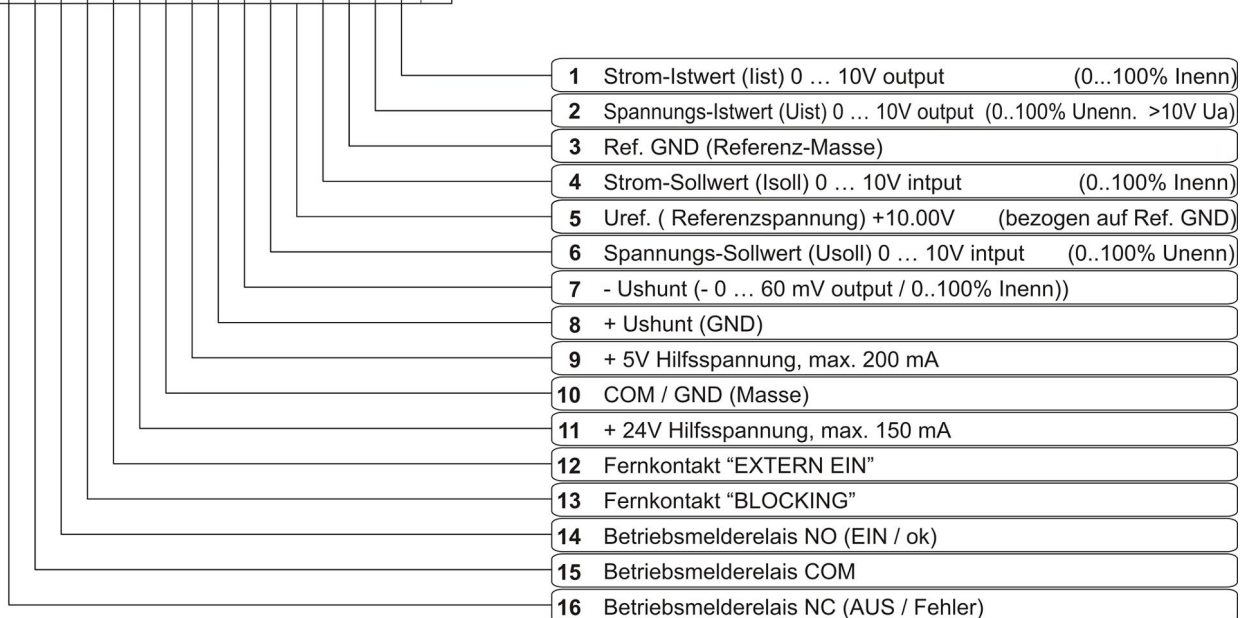 1 Strom-Istwert (Iist) 0 … 10V output (0...100% Inenn)
2 Spannungs-Istwert (Uist) 0 … 10V output (0..100% Unenn. >10V Ua)
3 Ref. GND (Referenz-Masse)
4 Strom-Sollwert (Isoll) 0 … 10V intput (0..100% Inenn)
5 Uref. ( Referenzspannung) +10.00V (bezogen auf Ref. GND)
6 Spannungs-Sollwert (Usoll) 0 … 10V intput (0..100% Unenn)
7 - Ushunt (- 0 … 60 mV output / 0..100% Inenn))
8 + Ushunt (GND)
9 + 5V Hilfsspannung, max. 200 mA
10 COM / GND (Masse)
11 + 24V Hilfsspannung, max. 150 mA
12 Fernkontakt “EXTERN EIN”
13 Fernkontakt “BLOCKING”
14 Betriebsmelderelais NO (EIN / ok)
15 Betriebsmelderelais COM
16 Betriebsmelderelais NC (AUS / Fehler)